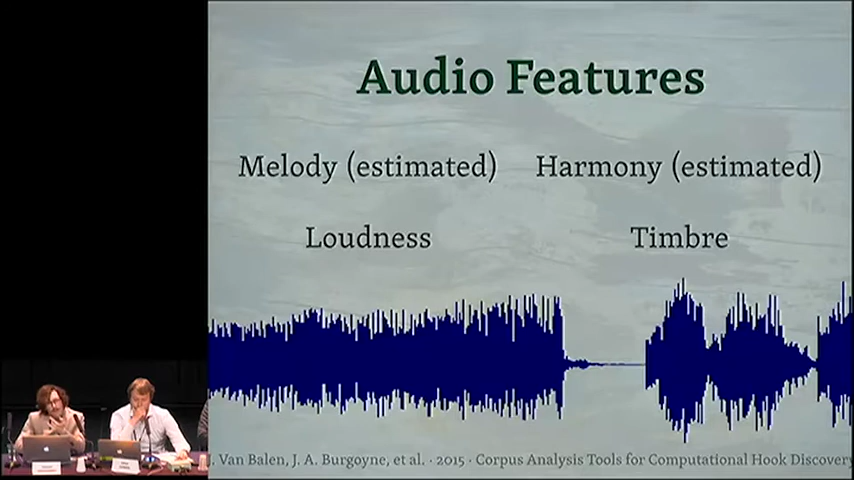 Audio Features
Melody (estimated) Harmony (estimated)
Loudness Timbre
J. Van Balen, J. A. Burgoyne, et al. · 2015 · Corpus Analysis Tools for Computational Hook Discovery